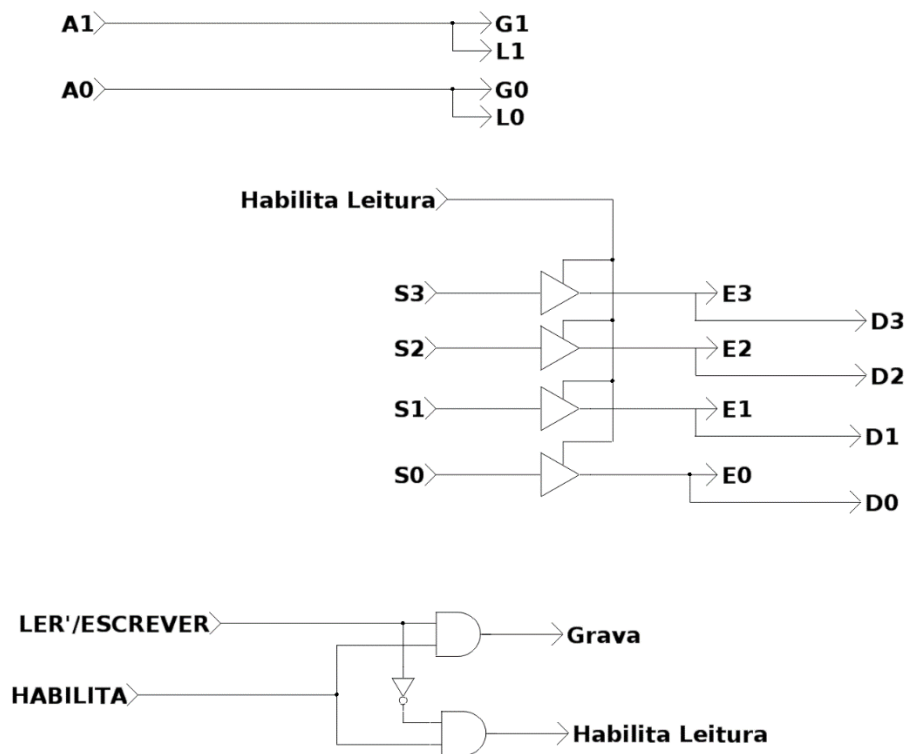 A1 G1
L1
A0 G0
L0
Habilita Leitura
S3 E3
D3
S2 E2
D2
S1 E1
D1
S0 E0
D0
LER'/ESCREVER
Grava
HABILITA
Habilita Leitura